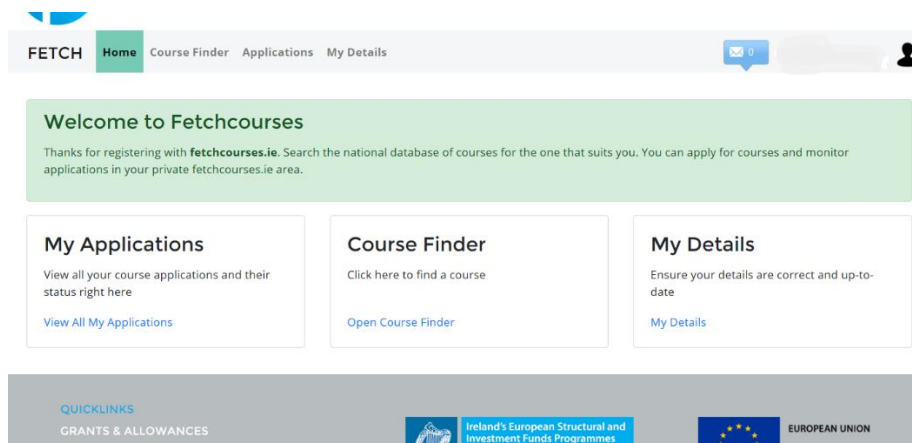 FETCH Home Course Finder Applications My Details 0
Welcome to Fetchcourses
Thanks for registering with fetchcourses.ie. Search the national database of courses for the one that suits you. You can apply for courses and monitor
applications in your private fetchcourses.ie area.
My Applications
View all your course applications and their
status right here
View All My Applications
Course Finder
Click here to find a course
Open Course Finder
My Details
Ensure your details are correct and up-to-
date
My Details
QUICKLINKS
GRANTS & ALLOWANCES
Ireland's European Structural and
Investment Funds Programmes
EUROPEAN UNION